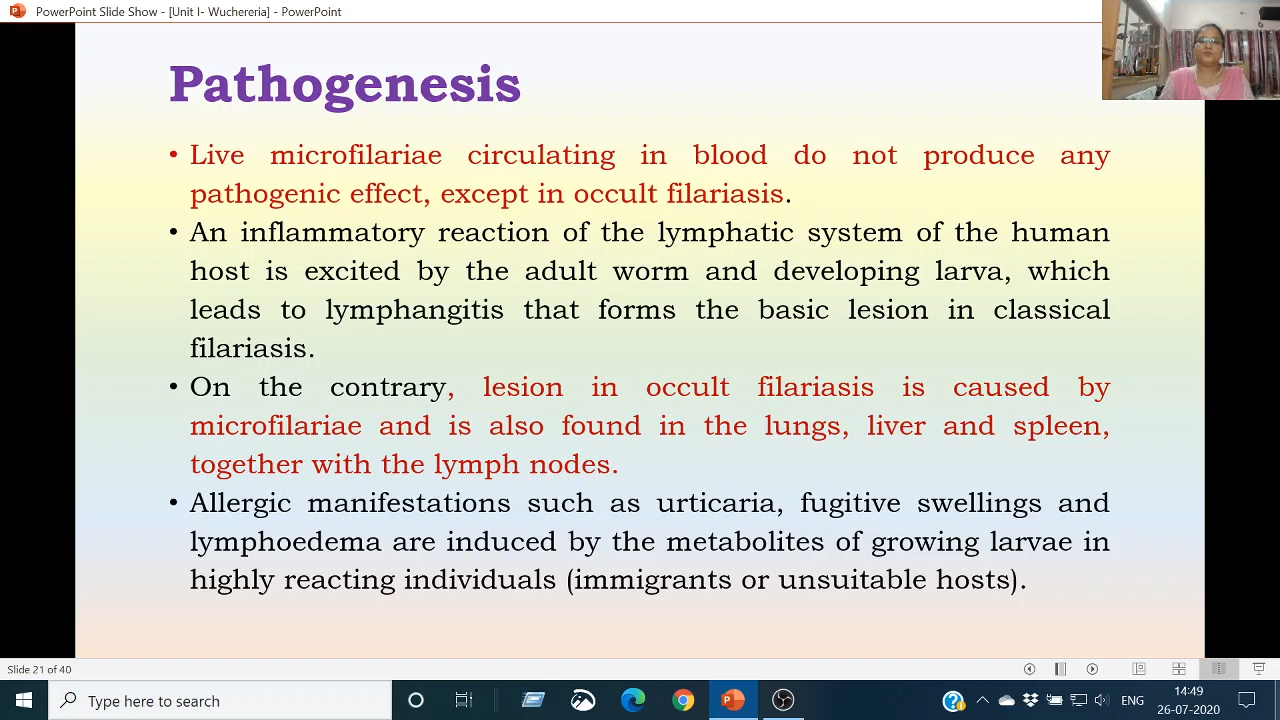 PowerPoint Slide Show - [Unit I- Wuchereria] - PowerPoint
Pathogenesis
• Live microfilariae circulating in blood do not produce any
pathogenic effect, except in occult filariasis.
• An inflammatory reaction of the lymphatic system of the human
host is excited by the adult worm and developing larva, which
leads to lymphangitis that forms the basic lesion in classical
filariasis.
• On the contrary, lesion in occult filariasis is caused by
microfilariae and is also found in the lungs, liver and spleen,
together with the lymph nodes.
• Allergic manifestations such as urticaria, fugitive swellings and
lymphoedema are induced by the metabolites of growing larvae in
highly reacting individuals (immigrants or unsuitable hosts).
Slide 21 of 40
Type here to search
ENG
14:49
26-07-2020